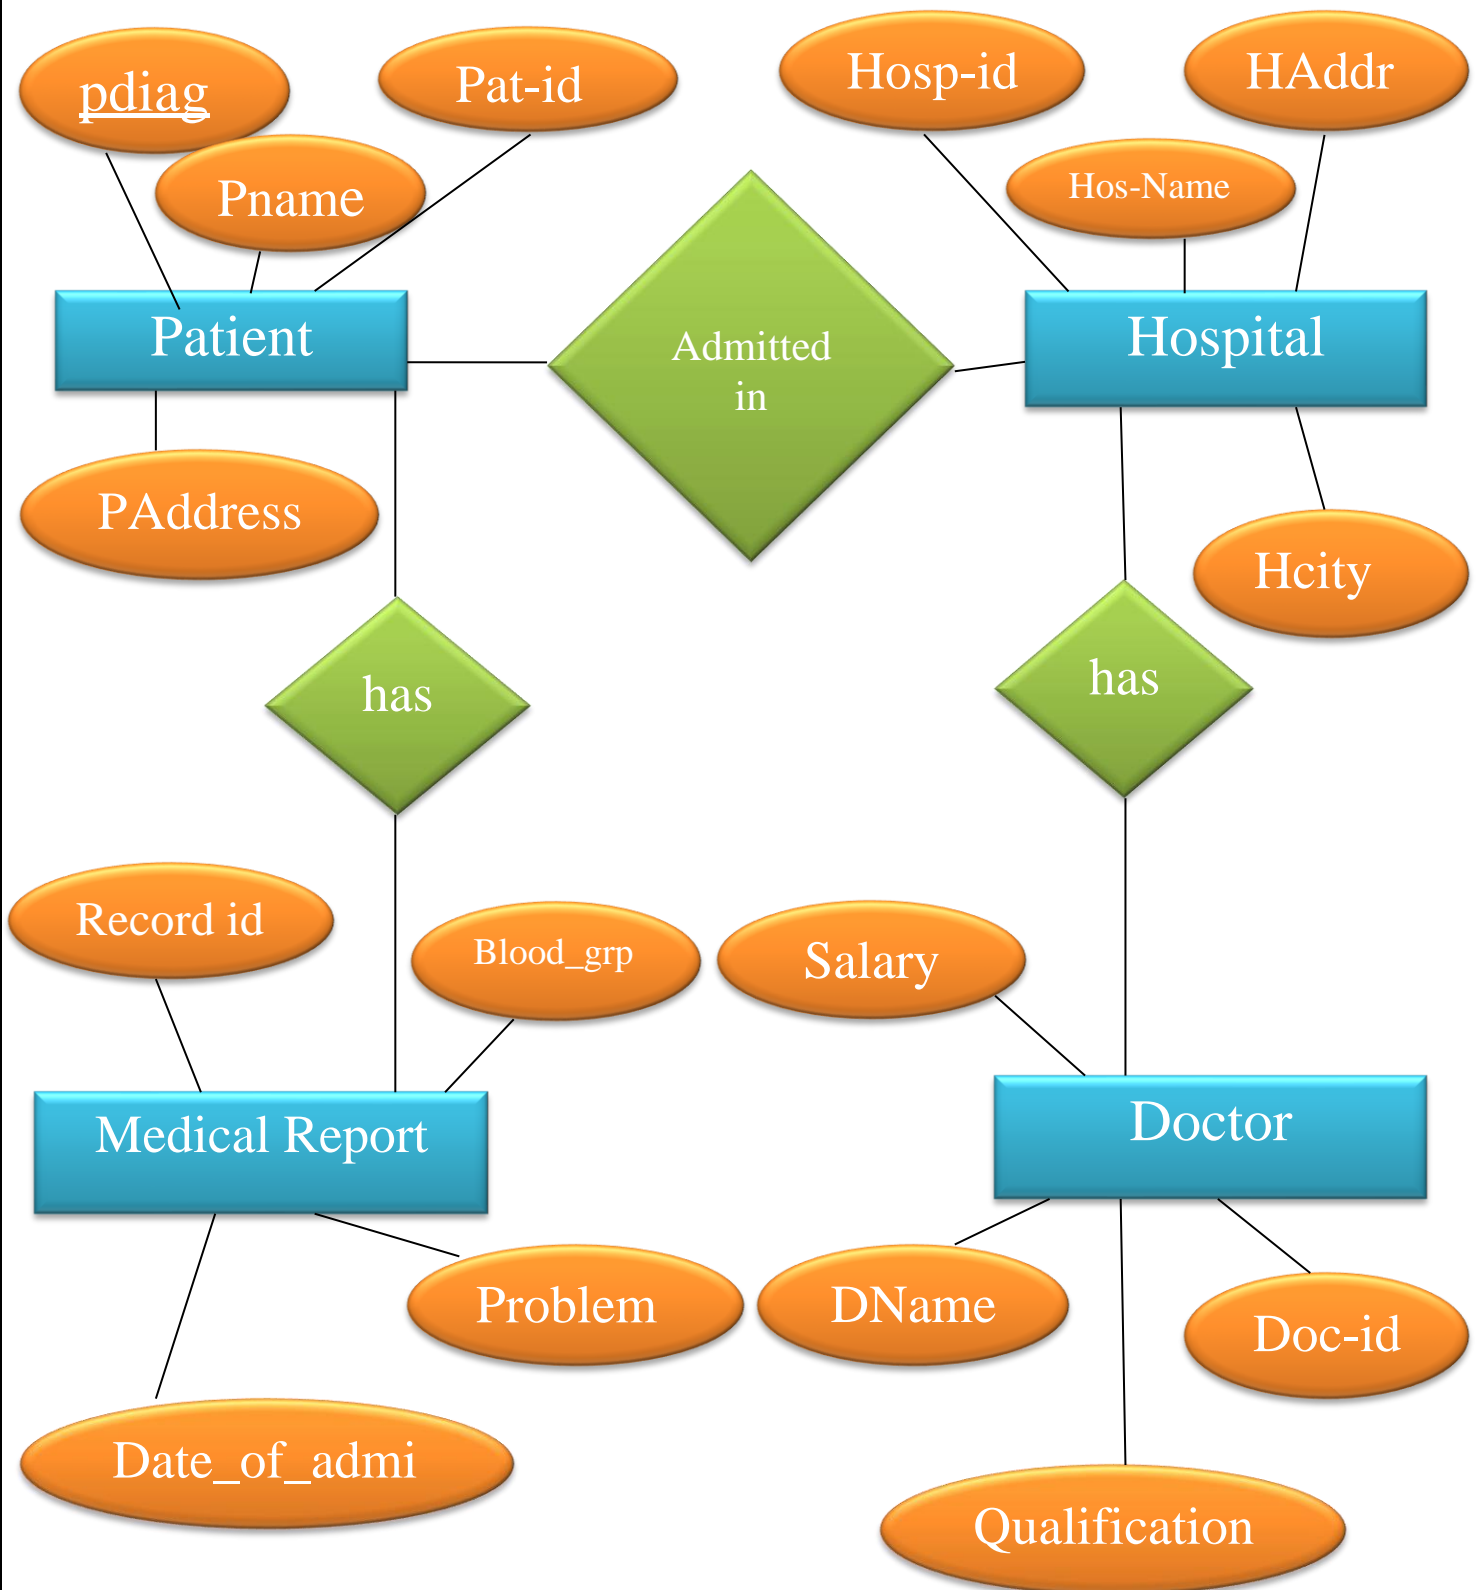 pdiag
Pat-id
Hosp-id
HAddr
Pname
Hos-Name
Patient
Admitted
in
Hospital
PAddress
Hcity
has
has
Record id
Blood_grp
Salary
Medical Report
Doctor
Problem
DName
Doc-id
Date_of_admi
Qualification